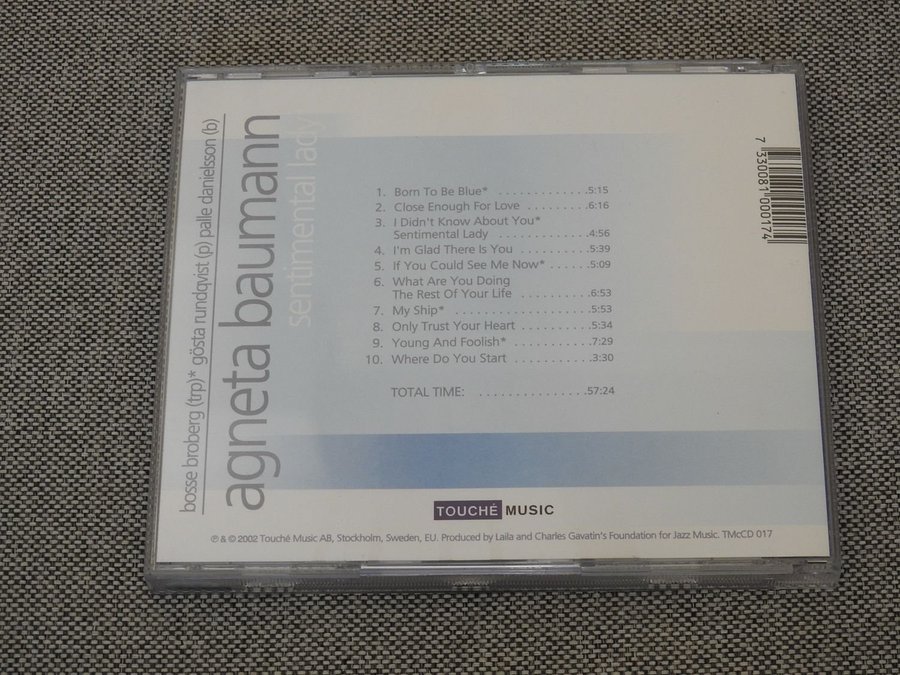 bosse broberg (trp)* gösta rundqvist (p) palle danielsson (b)
agneta baumann
sentimental lady
1. Born To Be Blue* . . . . . . . . . . . . .5:15
2. Close Enough For Love . . . . . . . . .6:16
3. I Didn't Know About You*
Sentimental Lady . . . . . . . . . . . . .4:56
4. I'm Glad There Is You . . . . . . . . . .5:39
5. If You Could See Me Now* . . . . . .5:09
6. What Are You Doing
The Rest Of Your Life . . . . . . . . . .6:53
7. My Ship* . . . . . . . . . . . . . . . . . . .5:53
8. Only Trust Your Heart . . . . . . . . . .5:34
9. Young And Foolish* . . . . . . . . . . .7:29
10. Where Do You Start . . . . . . . . . . .3:30
TOTAL TIME: . . . . . . . . . . . . . . .57:24
7 330081 000174
TOUCHÉ MUSIC
℗ & © 2002 Touché Music AB, Stockholm, Sweden, EU. Produced by Laila and Charles Gavatin's Foundation for Jazz Music. TMcCD 017